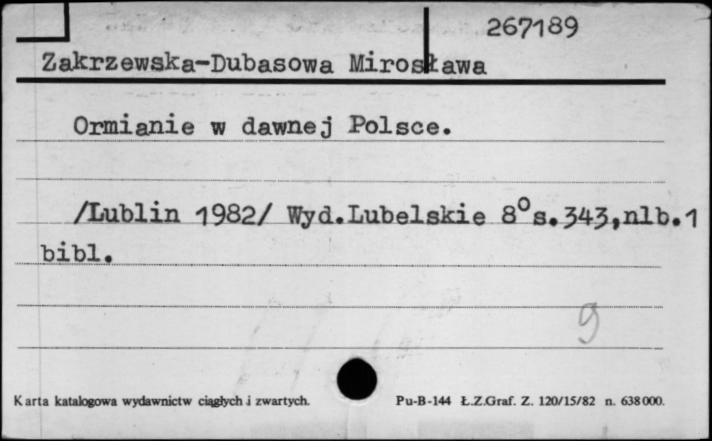 267189
Zakrzewska-Dubasowa Mirosława
Ormianie w dawnej Polsce.
/Lublin 1982/ Wyd.Lubelskie 8° s.343,nlb.1
bibl.
9
Karta katalogowa wydawnictw ciągłych i zwartych. Pu-B-144 Ł.Z.Graf. Z. 120/15/82 n. 638000.